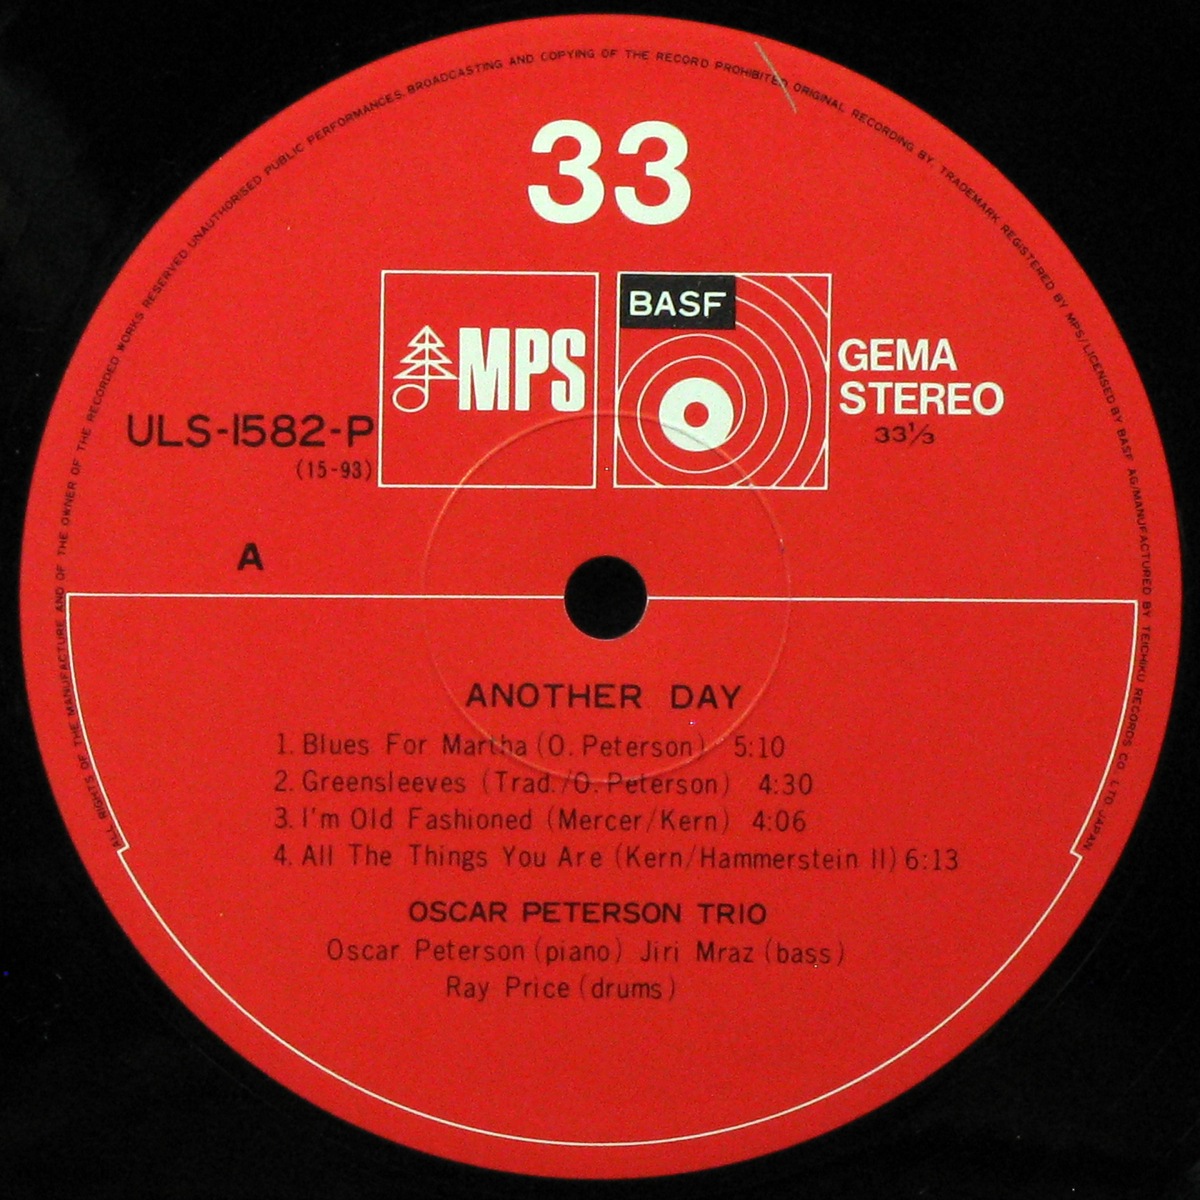 ALL RIGHTS OF THE MANUFACTURE AND OF THE OWNER OF THE RECORDED WORKS RESERVED UNAUTHORISED PUBLIC PERFORMANCES BROADCASTING AND COPYING OF THE RECORD PROHIBITED ORIGINAL RECORDING BY, TRADEMARK REGISTERED BY MPS/LICENSED BY BASF AG/MANUFACTURED BY TEICHIKU RECORDS CO. LTD. JAPAN
33
MPS
BASF
GEMA
STEREO
33⅓
ULS-1582-P
(15-93)
A
ANOTHER DAY
1. Blues For Martha (O. Peterson) 5:10
2. Greensleeves (Trad./O. Peterson) 4:30
3. I'm Old Fashioned (Mercer/Kern) 4:06
4. All The Things You Are (Kern/Hammerstein II) 6:13
OSCAR PETERSON TRIO
Oscar Peterson (piano) Jiri Mraz (bass)
Ray Price (drums)